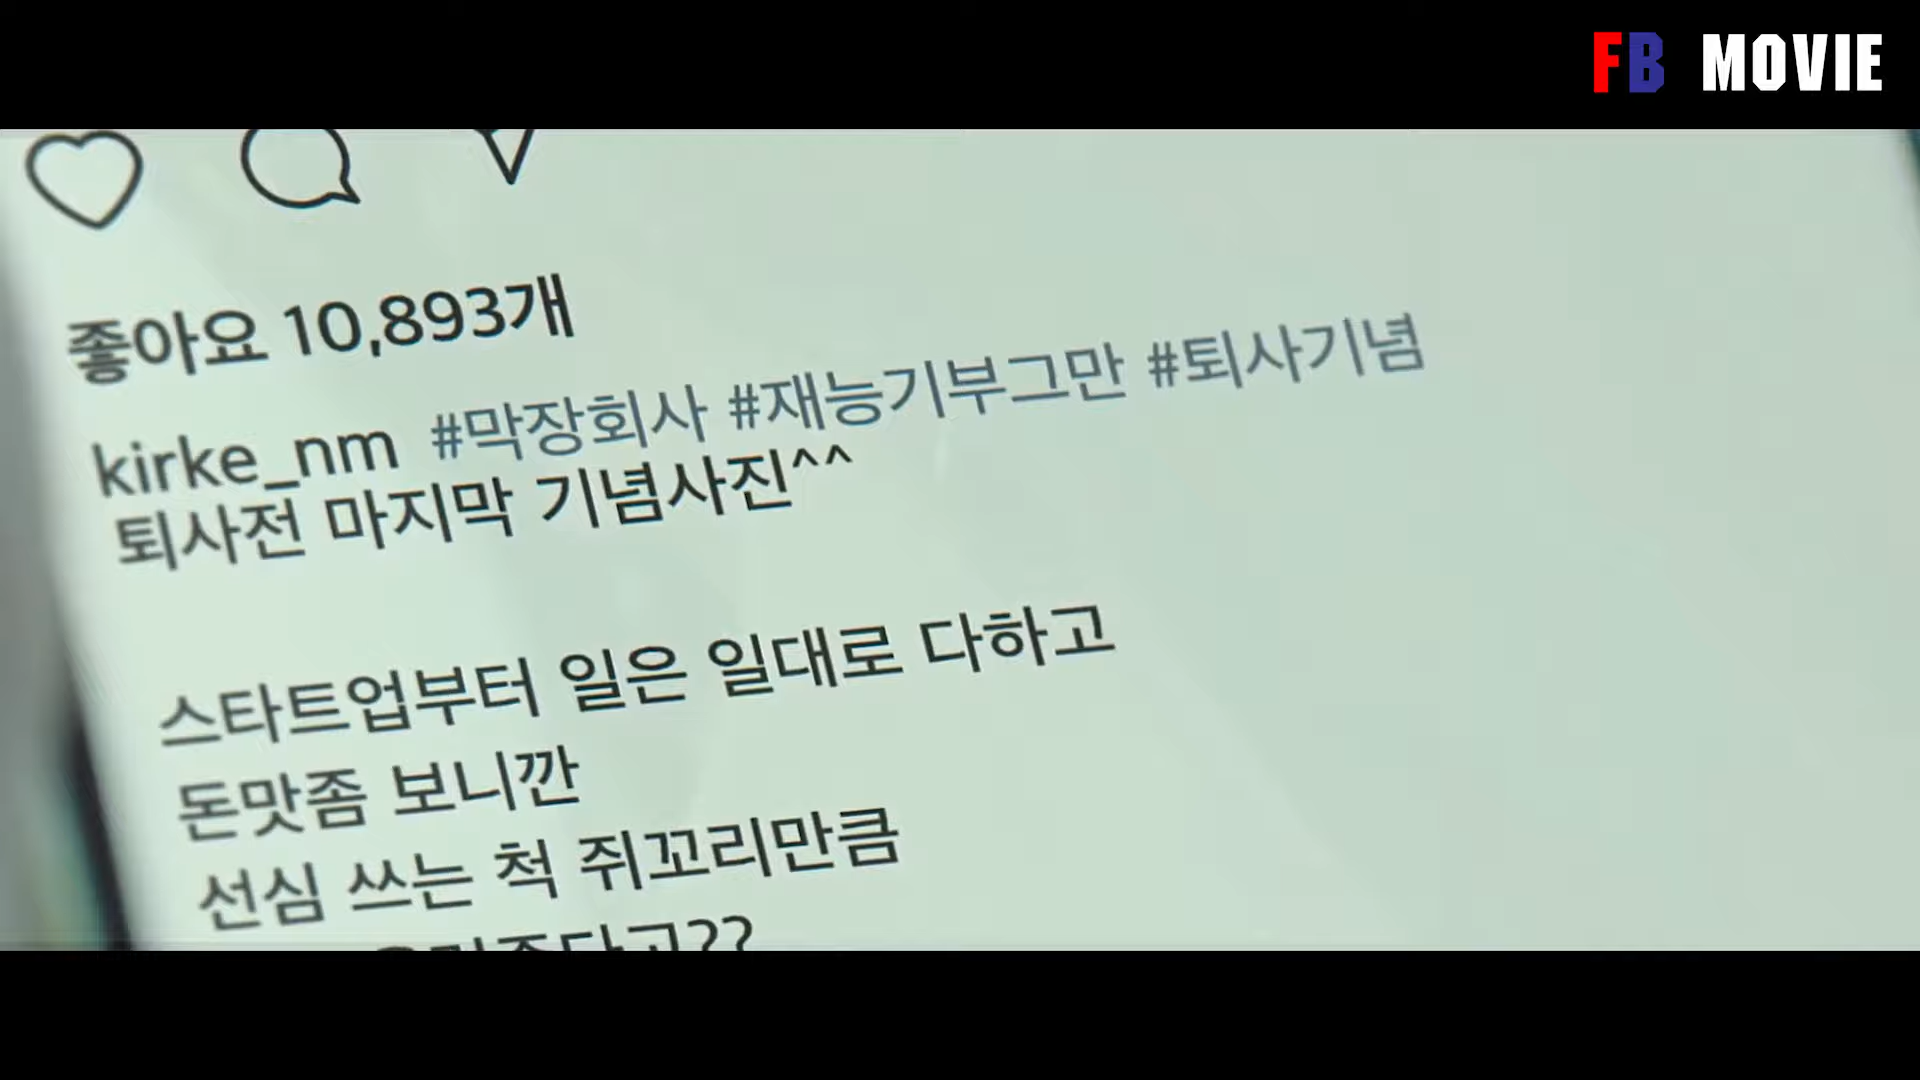 FB MOVIE
좋아요 10,893개
kirke_nm #막장회사 #재능기부그만 #퇴사기념
퇴사전 마지막 기념사진^^
스타트업부터 일은 일대로 다하고
돈맛좀 보니깐
선심 쓰는 척 쥐꼬리만큼